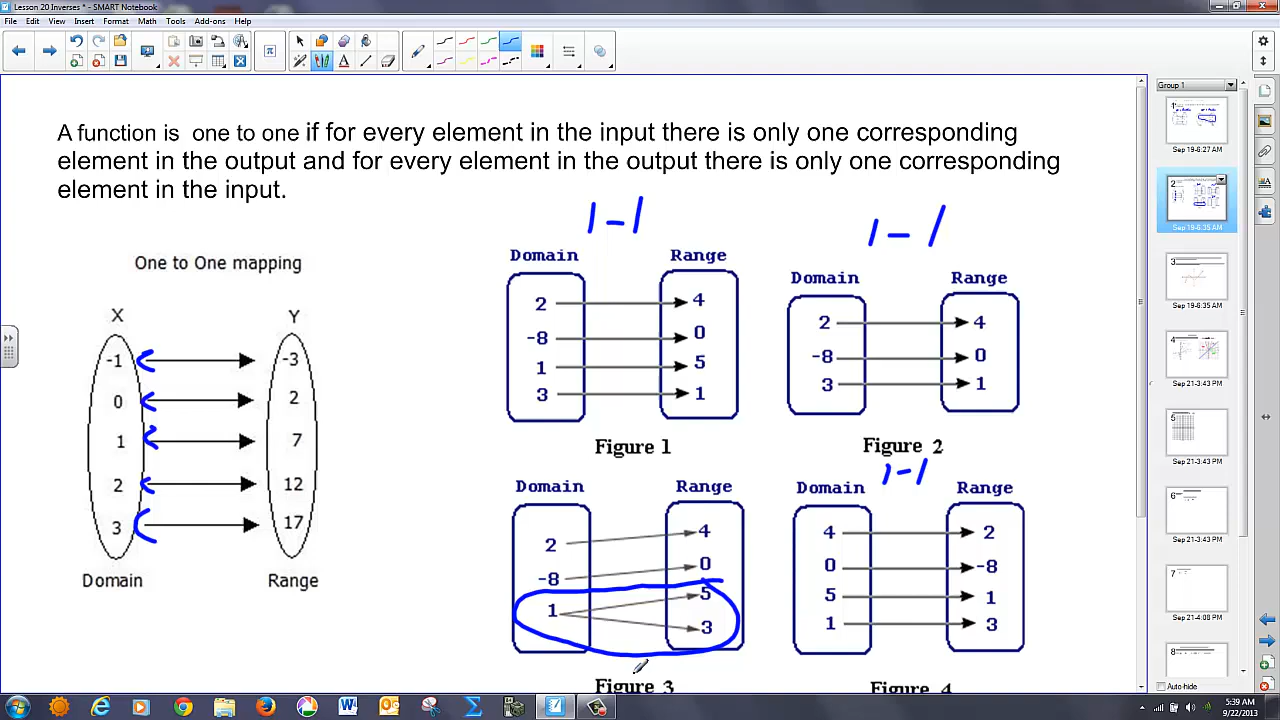 Lesson 20 Inverses * - SMART Notebook
File Edit View Insert Format Math Tools Add-ons Help
Group 1
A function is one to one if for every element in the input there is only one corresponding
element in the output and for every element in the output there is only one corresponding
element in the input.
1-1
1-1
One to One mapping
X Y
-1 -3
0 2
1 7
2 12
3 17
Domain Range
Domain Range
2 4
-8 0
1 5
3 1
Figure 1
Domain Range
2 4
-8 0
3 1
Figure 2
Domain Range
2 4
-8 0
1 5
3
Figure 3
1-1
Domain Range
4 2
0 -8
5 1
1 3
Figure 4
1
Sep 19-6:27 AM
2
Sep 19-6:35 AM
3
Sep 19-6:35 AM
4
Sep 21-3:43 PM
5
Sep 21-3:43 PM
6
Sep 21-3:43 PM
7
Sep 21-4:08 PM
8
Auto-hide
5:39 AM
9/22/2013